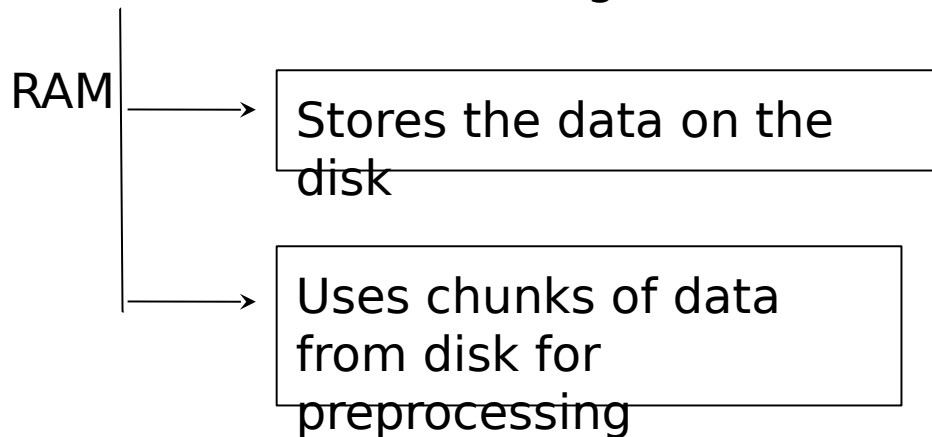 RAM
Stores the data on the
disk
Uses chunks of data
from disk for
preprocessing